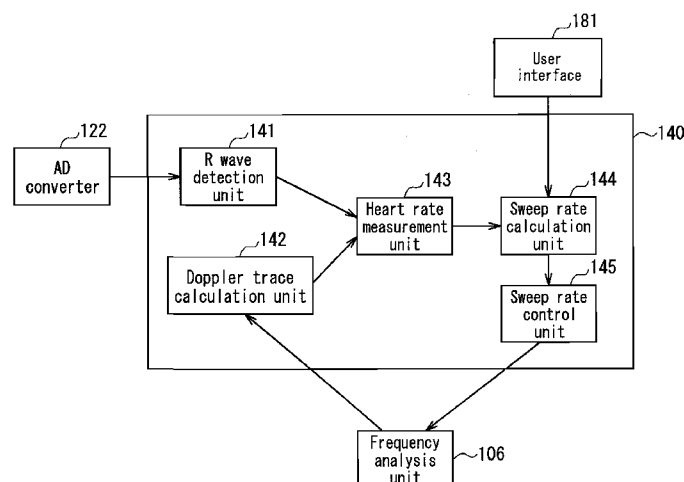 181
User
interface
122
AD
converter
141
R wave
detection
unit
140
143
Heart rate
measurement
unit
144
Sweep rate
calculation
unit
142
Doppler trace
calculation unit
145
Sweep rate
control
unit
Frequency
analysis
unit
106